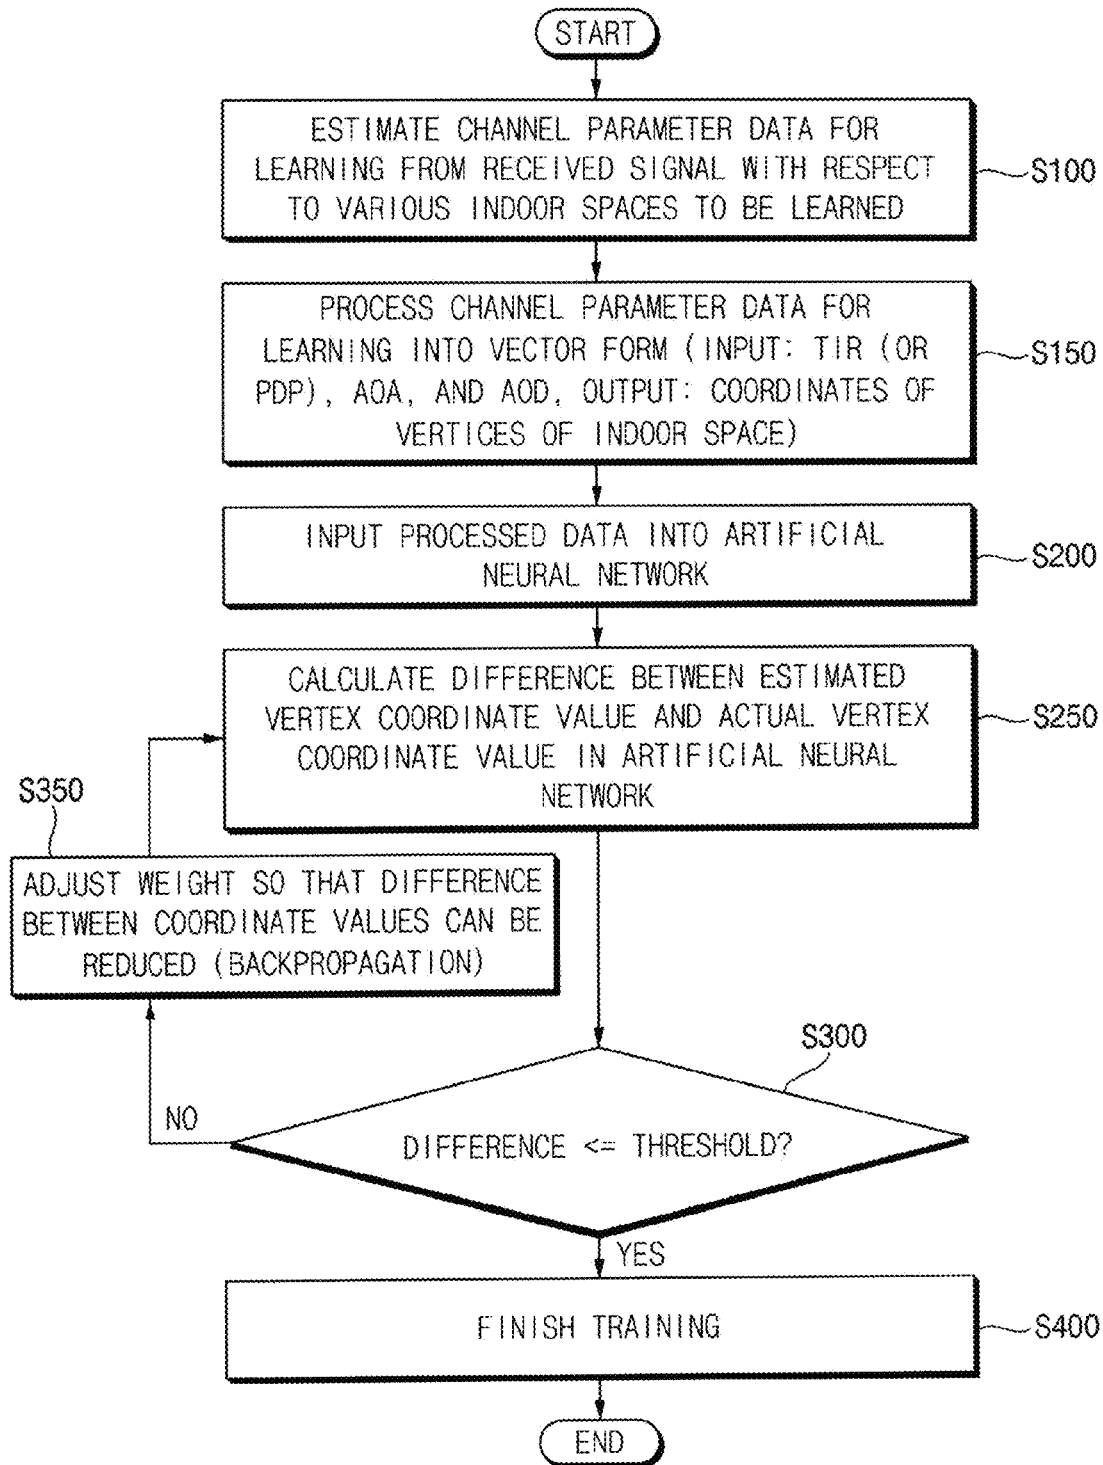 START
ESTIMATE CHANNEL PARAMETER DATA FOR
LEARNING FROM RECEIVED SIGNAL WITH RESPECT
TO VARIOUS INDOOR SPACES TO BE LEARNED
S100
PROCESS CHANNEL PARAMETER DATA FOR
LEARNING INTO VECTOR FORM (INPUT: TIR (OR
PDP), AOA, AND AOD, OUTPUT: COORDINATES OF
VERTICES OF INDOOR SPACE)
S150
INPUT PROCESSED DATA INTO ARTIFICIAL
NEURAL NETWORK
S200
CALCULATE DIFFERENCE BETWEEN ESTIMATED
VERTEX COORDINATE VALUE AND ACTUAL VERTEX
COORDINATE VALUE IN ARTIFICIAL NEURAL
NETWORK
S250
S350
ADJUST WEIGHT SO THAT DIFFERENCE
BETWEEN COORDINATE VALUES CAN BE
REDUCED (BACKPROPAGATION)
S300
NO
DIFFERENCE <= THRESHOLD?
YES
FINISH TRAINING
S400
END